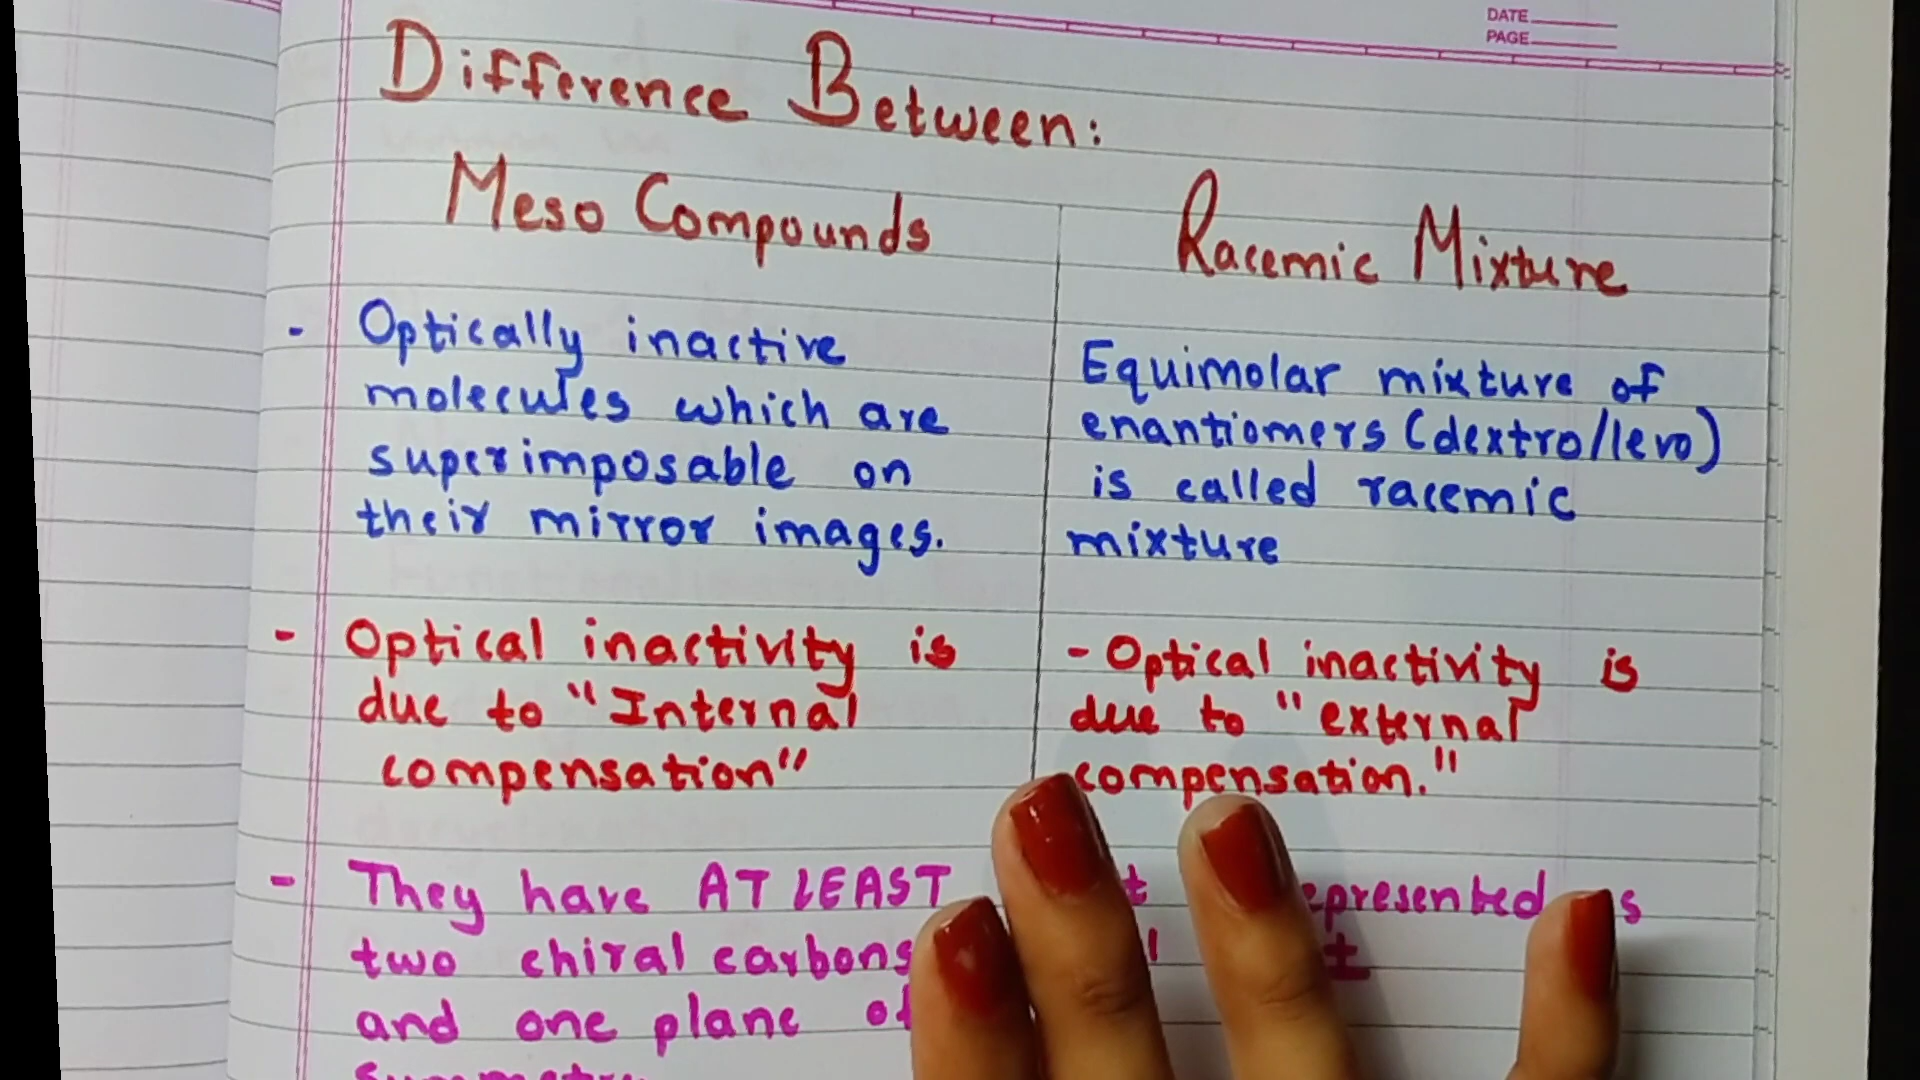 DATE
PAGE
Difference Between:
Meso Compounds
Racemic Mixture
- Optically inactive
molecules which are
superimposable on
their mirror images.
Equimolar mixture of
enantiomers (dextro/levo)
is called racemic
mixture
- Optical inactivity is
due to "Internal
compensation"
- Optical inactivity is
due to "external
compensation."
- They have AT LEAST
two chiral carbons
and one plane of
symmetry
±